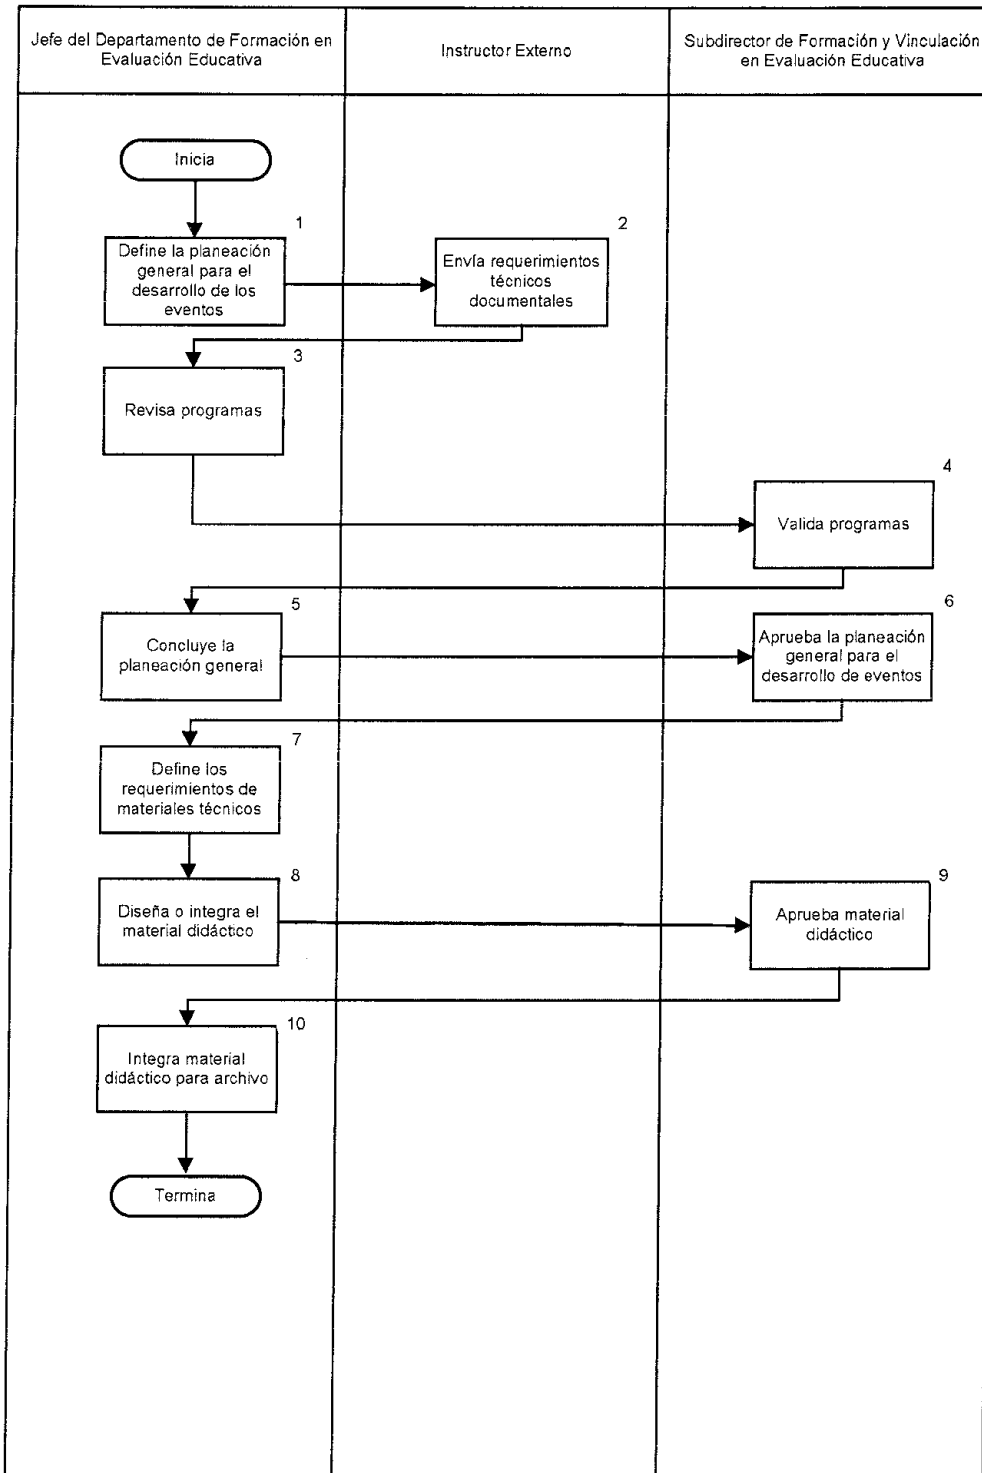 Jefe del Departamento de Formación en
Evaluación Educativa
Instructor Externo
Subdirector de Formación y Vinculación
en Evaluación Educativa
Inicia
1
Define la planeación
general para el
desarrollo de los
eventos
2
Envía requerimientos
técnicos
documentales
3
Revisa programas
4
Valida programas
5
Concluye la
planeación general
6
Aprueba la planeación
general para el
desarrollo de eventos
7
Define los
requerimientos de
materiales técnicos
8
Diseña o integra el
material didáctico
9
Aprueba material
didáctico
10
Integra material
didáctico para archivo
Termina